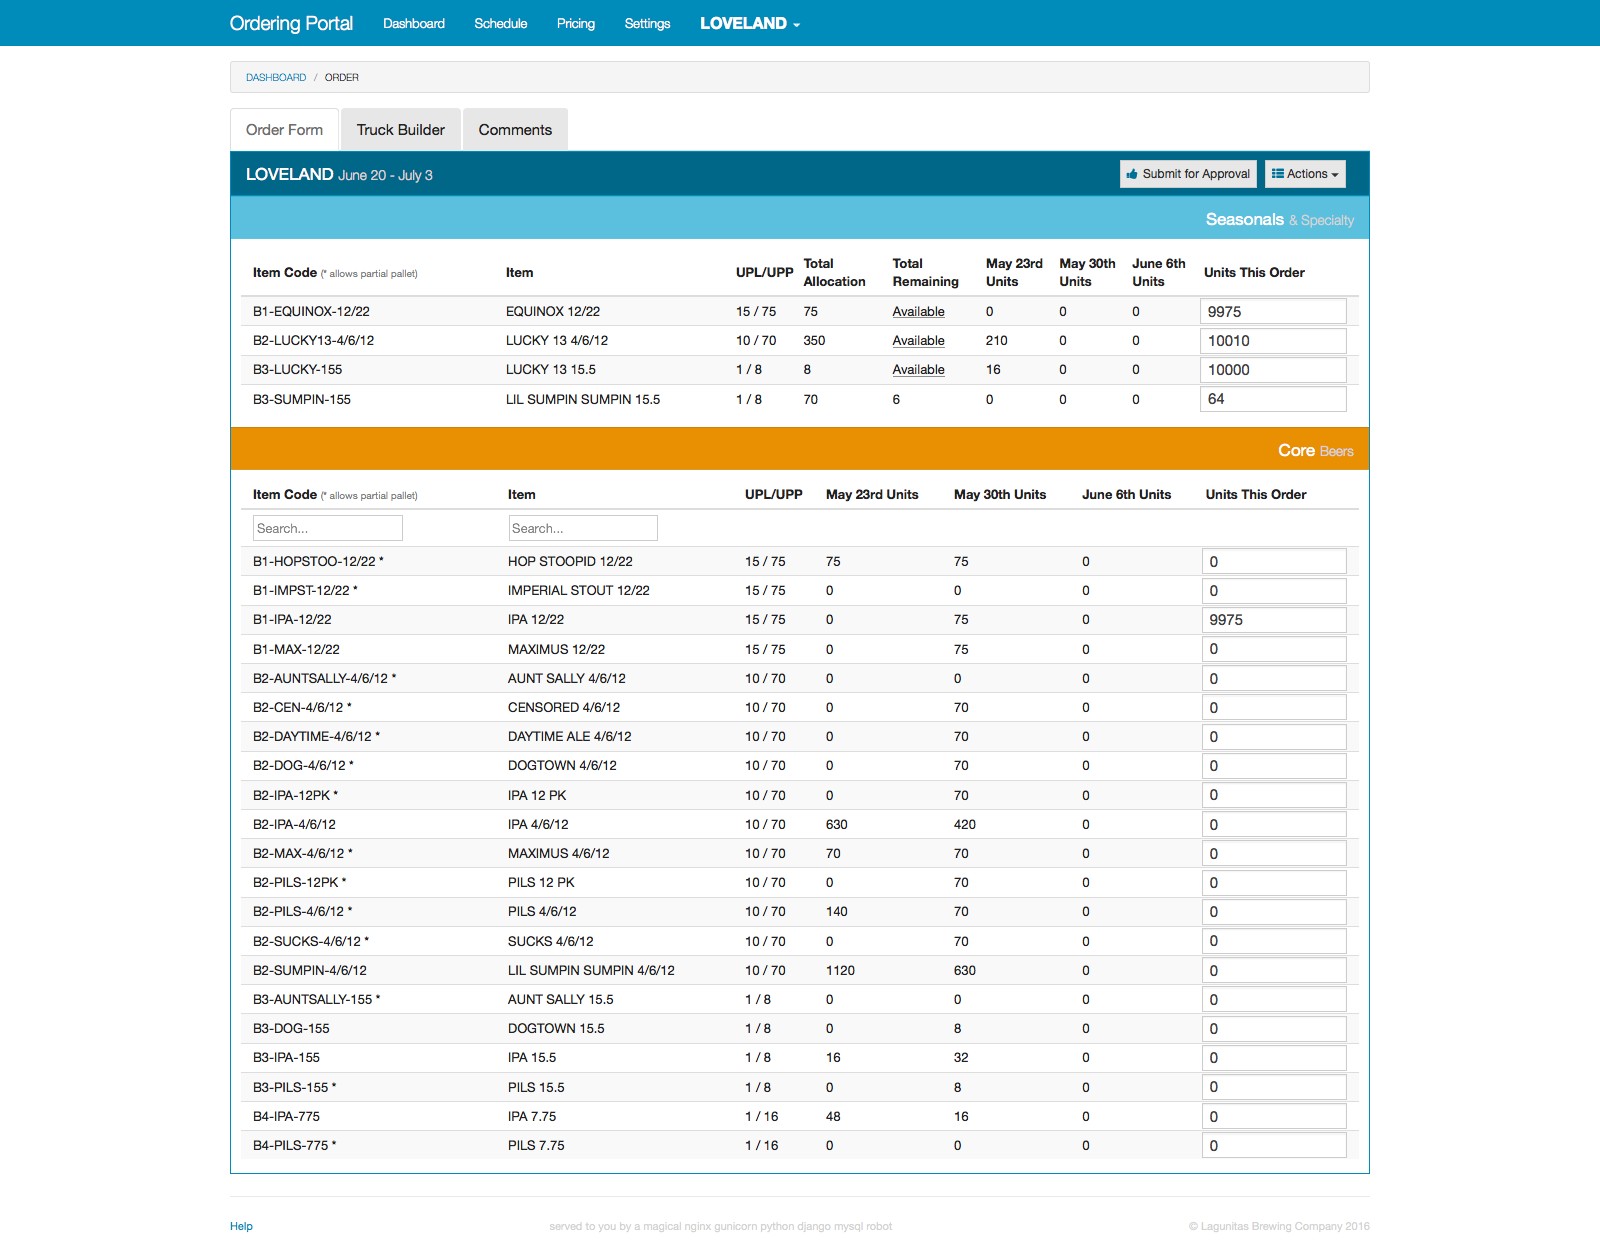 Ordering Portal Dashboard Schedule Pricing Settings LOVELAND
DASHBOARD / ORDER
Order Form Truck Builder Comments
LOVELAND June 20 - July 3 Submit for Approval Actions
Seasonals & Specialty
Item Code (* allows partial pallet) Item UPL/UPP Total Allocation Total Remaining May 23rd Units May 30th Units June 6th Units Units This Order
B1-EQUINOX-12/22 EQUINOX 12/22 15 / 75 75 Available 0 0 0 9975
B2-LUCKY13-4/6/12 LUCKY 13 4/6/12 10 / 70 350 Available 210 0 0 10010
B3-LUCKY-155 LUCKY 13 15.5 1 / 8 8 Available 16 0 0 10000
B3-SUMPIN-155 LIL SUMPIN SUMPIN 15.5 1 / 8 70 6 0 0 0 64
Core Beers
Item Code (* allows partial pallet) Item UPL/UPP May 23rd Units May 30th Units June 6th Units Units This Order
Search... Search...
B1-HOPSTOO-12/22 * HOP STOOPID 12/22 15 / 75 75 75 0 0
B1-IMPST-12/22 * IMPERIAL STOUT 12/22 15 / 75 0 0 0 0
B1-IPA-12/22 IPA 12/22 15 / 75 0 75 0 9975
B1-MAX-12/22 MAXIMUS 12/22 15 / 75 0 75 0 0
B2-AUNTSALLY-4/6/12 * AUNT SALLY 4/6/12 10 / 70 0 0 0 0
B2-CEN-4/6/12 * CENSORED 4/6/12 10 / 70 0 70 0 0
B2-DAYTIME-4/6/12 * DAYTIME ALE 4/6/12 10 / 70 0 70 0 0
B2-DOG-4/6/12 * DOGTOWN 4/6/12 10 / 70 0 70 0 0
B2-IPA-12PK * IPA 12 PK 10 / 70 0 70 0 0
B2-IPA-4/6/12 IPA 4/6/12 10 / 70 630 420 0 0
B2-MAX-4/6/12 * MAXIMUS 4/6/12 10 / 70 70 70 0 0
B2-PILS-12PK * PILS 12 PK 10 / 70 0 70 0 0
B2-PILS-4/6/12 * PILS 4/6/12 10 / 70 140 70 0 0
B2-SUCKS-4/6/12 * SUCKS 4/6/12 10 / 70 0 70 0 0
B2-SUMPIN-4/6/12 LIL SUMPIN SUMPIN 4/6/12 10 / 70 1120 630 0 0
B3-AUNTSALLY-155 * AUNT SALLY 15.5 1 / 8 0 0 0 0
B3-DOG-155 DOGTOWN 15.5 1 / 8 0 8 0 0
B3-IPA-155 IPA 15.5 1 / 8 16 32 0 0
B3-PILS-155 * PILS 15.5 1 / 8 0 8 0 0
B4-IPA-775 IPA 7.75 1 / 16 48 16 0 0
B4-PILS-775 * PILS 7.75 1 / 16 0 0 0 0
Help served to you by a magical nginx gunicorn python django mysql robot © Lagunitas Brewing Company 2016